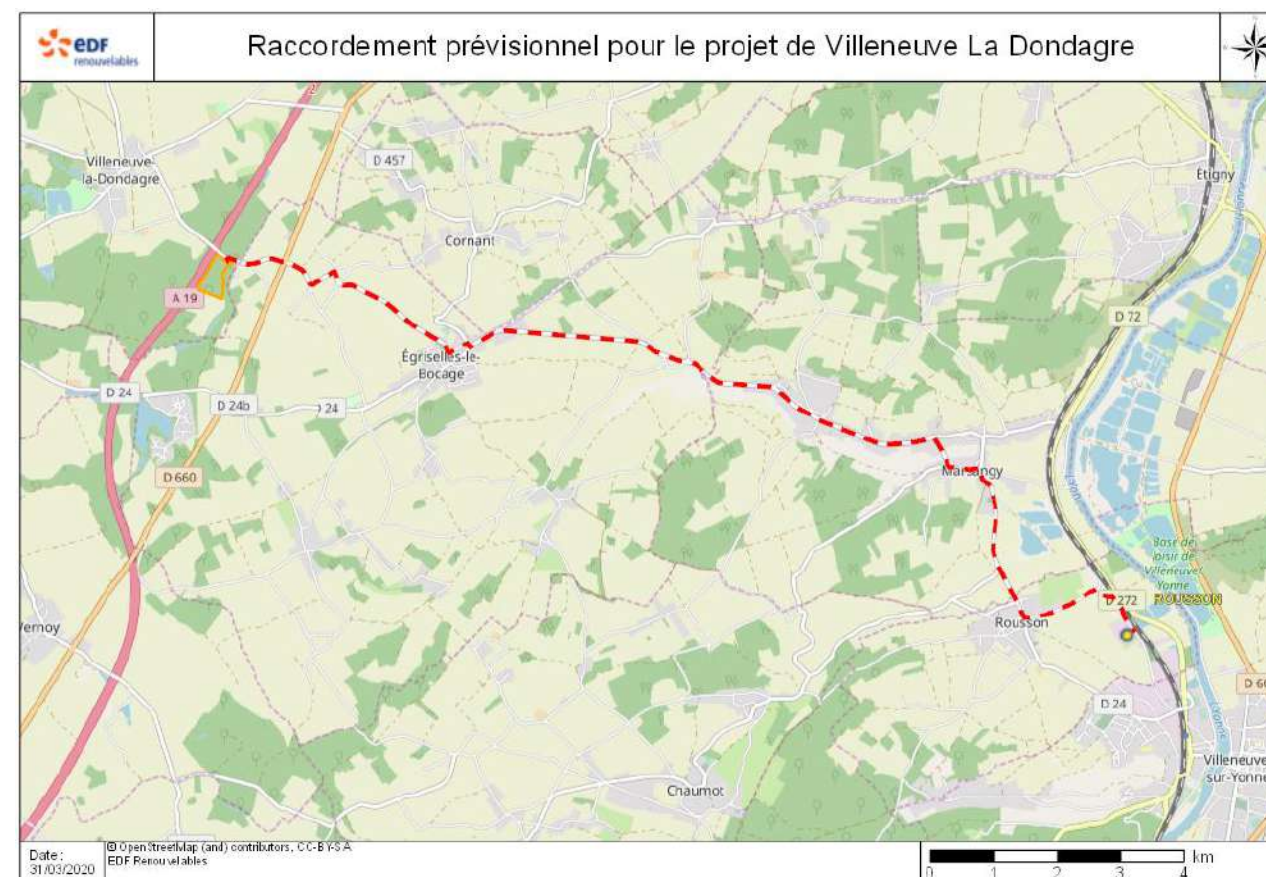 edf
renouvelables
Raccordement prévisionnel pour le projet de Villeneuve La Dondagre
Villeneuve-
la-Dondagre
D 457
Étigny
Cornant
A 19
D 72
Égriselles-le-
Bocage
D 24
D 24b
24
D 660
Marsangy
L'Yonne
Base de
loisir de
Villeneuve/
Yonne
D 272
ROUSSON
Rousson
D 24
Chaumot
Villeneuve-
sur-Yonne
L'Yonne
Date :
31/03/2020
© OpenStreetMap (and) contributors, CC-BY-SA
EDF Renouvelables
km
0 1 2 3 4